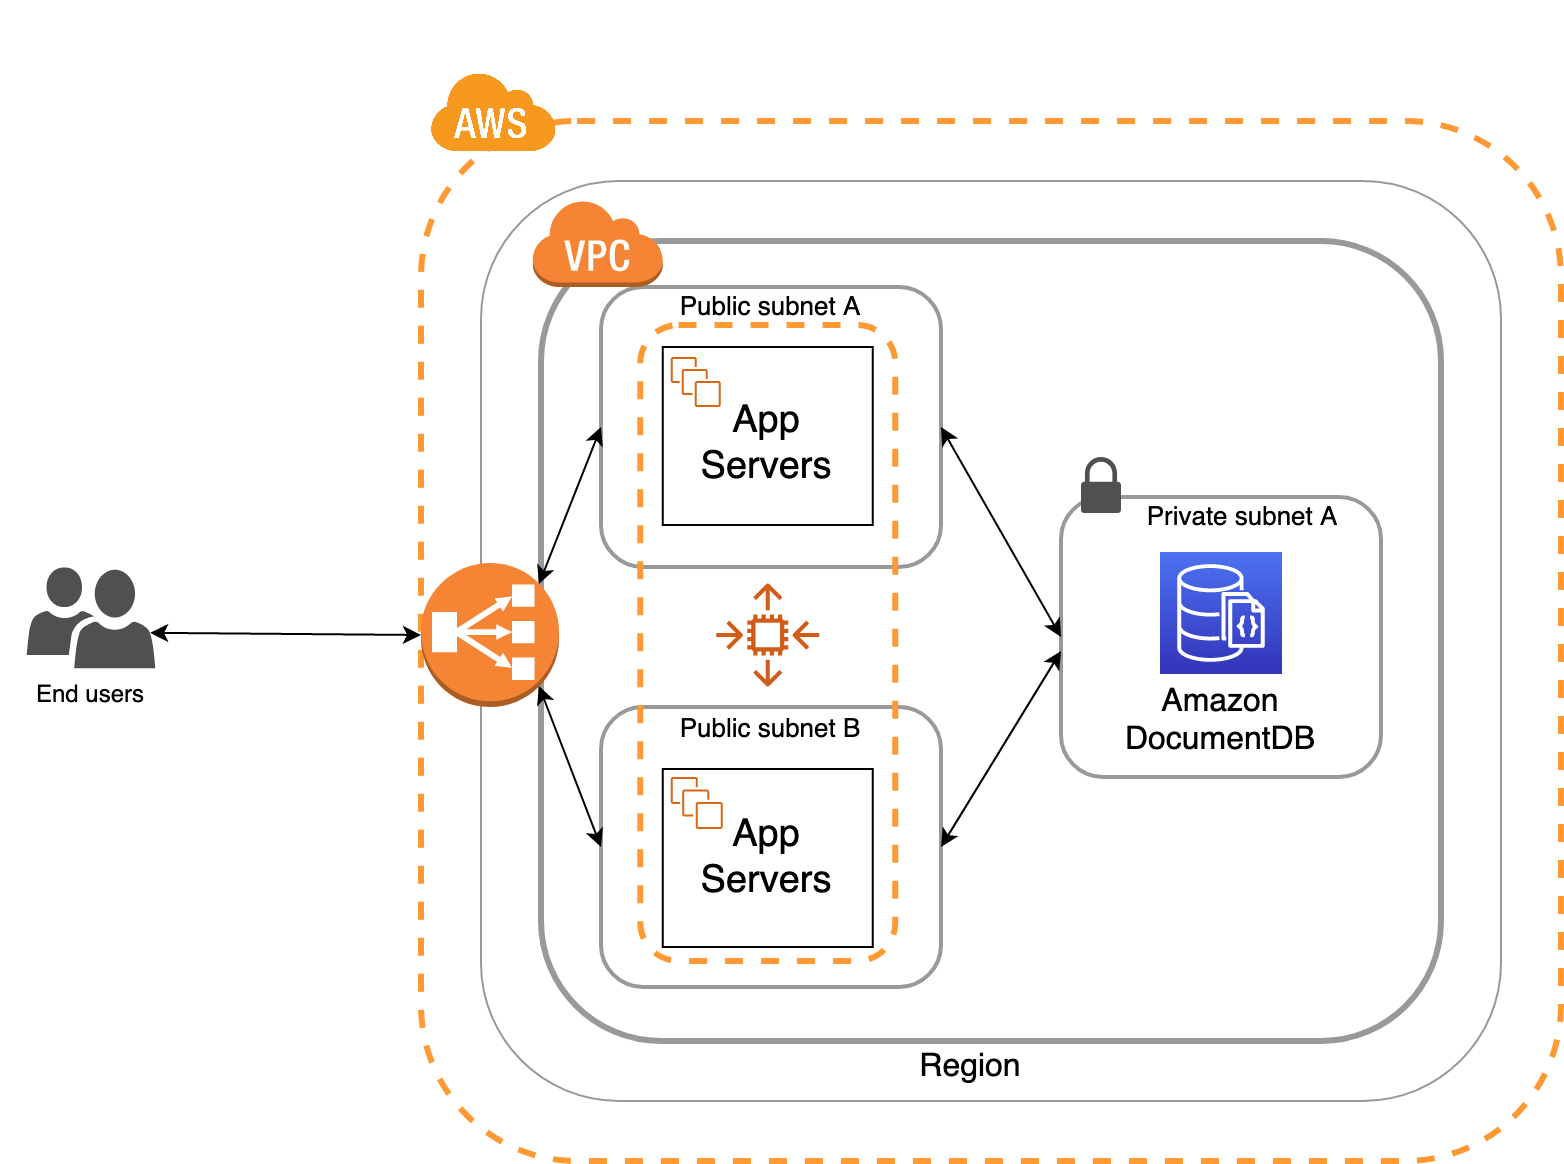 AWS
VPC
Public subnet A
App
Servers
Private subnet A
{}
Amazon
DocumentDB
End users
Public subnet B
App
Servers
Region